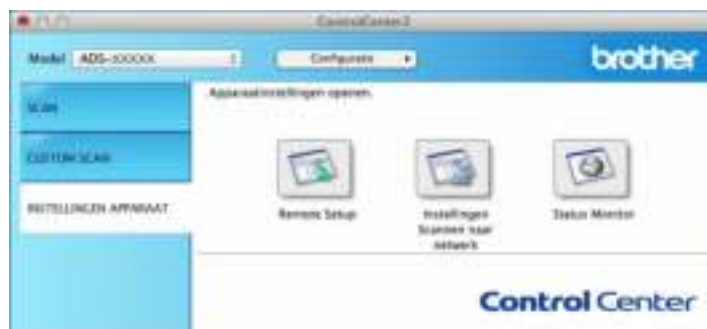 ControlCenter2
Model ADS-XXXXX Configuratie
brother
Apparaatinstellingen openen.
SCAN
CUSTOM SCAN
INSTELLINGEN APPARAAT
Remote Setup
Instellingen
Scannen naar
netwerk
Status Monitor
Control Center